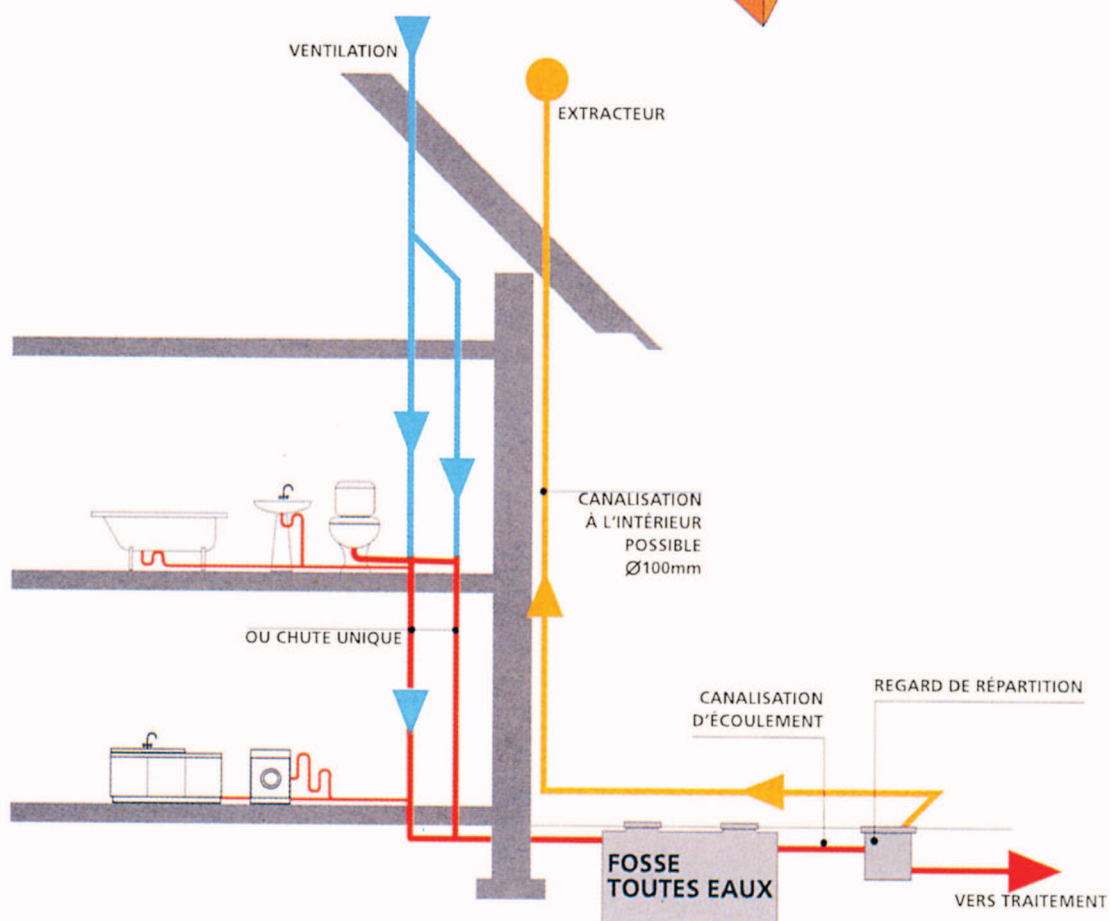 VENTILATION
EXTRACTEUR
CANALISATION
À L'INTÉRIEUR
POSSIBLE
Ø100mm
OU CHUTE UNIQUE
CANALISATION
D'ÉCOULEMENT
REGARD DE RÉPARTITION
FOSSE
TOUTES EAUX
VERS TRAITEMENT